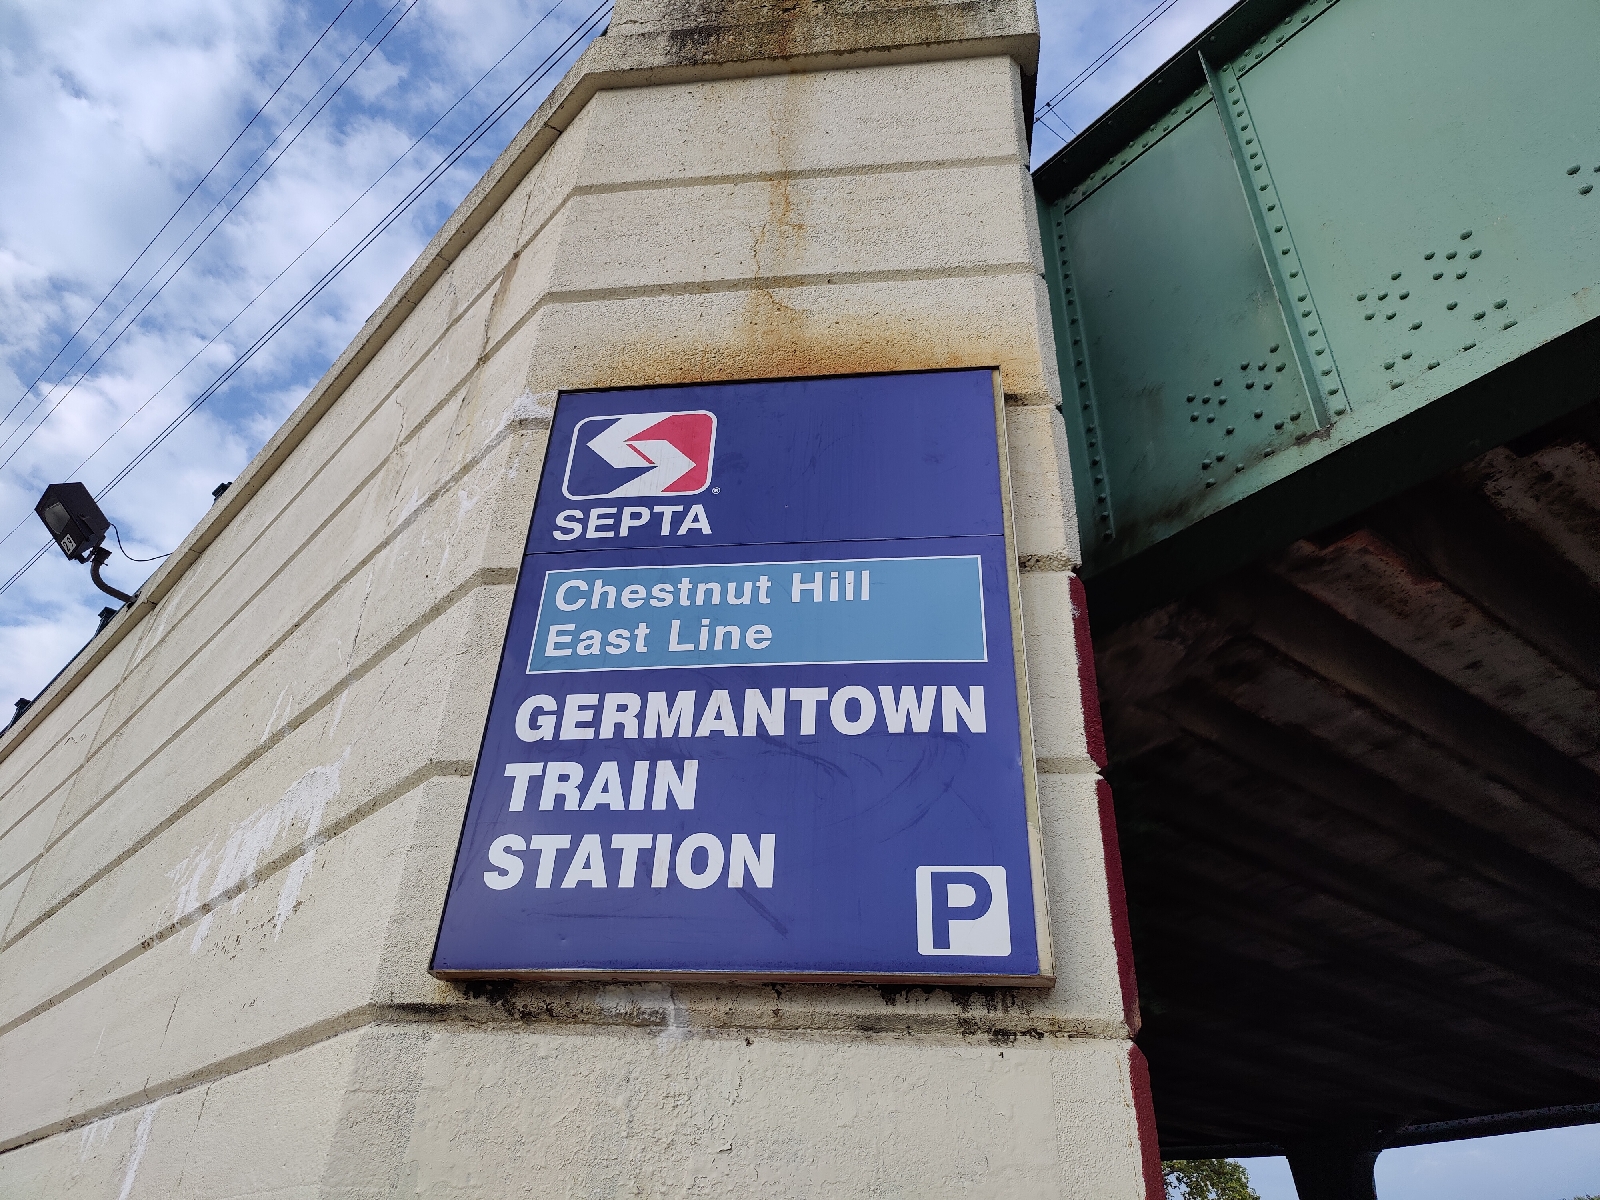 SEPTA
Chestnut Hill
East Line
GERMANTOWN
TRAIN
STATION
P